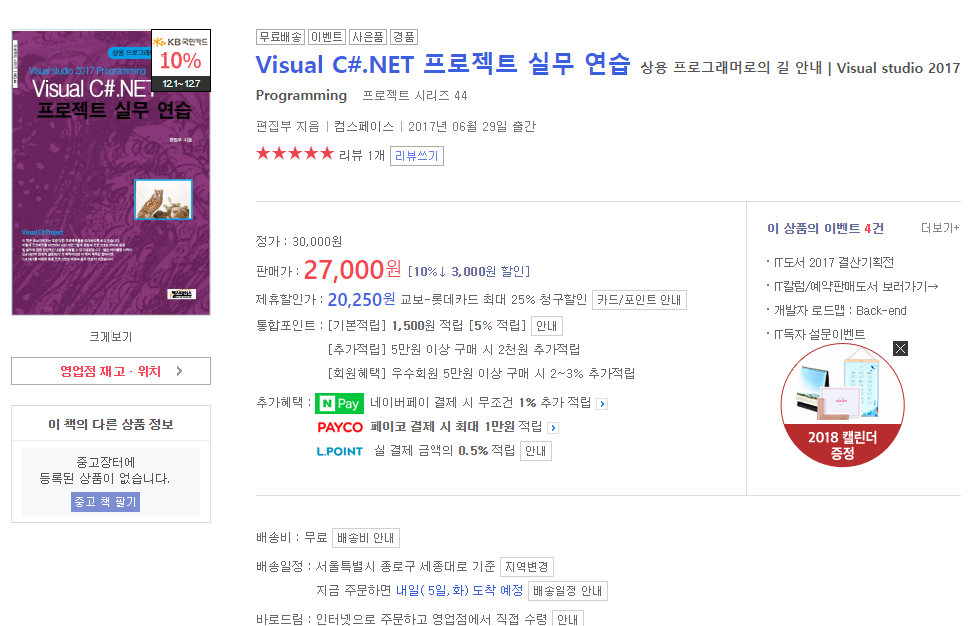 무료배송 이벤트 사은품 경품
Visual C#.NET 프로젝트 실무 연습 상용 프로그래머로의 길 안내 | Visual studio 2017
Programming 프로젝트 시리즈 44
편집부 지음 | 컴스페이스 | 2017년 06월 29일 출간
★★★★★ 리뷰 1개 리뷰쓰기
KB국민카드
10%
12.1~12.7
상용 프로그래
Visual studio 2017 Programming
Visual C#.NET
프로젝트 실무 연습
편집부 지음
Visual C# Project
크게보기
영업점 재고 · 위치 >
이 책의 다른 상품 정보
중고장터에
등록된 상품이 없습니다.
중고 책 팔기
정가 : 30,000원
판매가 : 27,000원 [10%↓ 3,000원 할인]
제휴할인가 : 20,250원 교보-롯데카드 최대 25% 청구할인 카드/포인트 안내
통합포인트 : [기본적립] 1,500원 적립 [5% 적립] 안내
[추가적립] 5만원 이상 구매 시 2천원 추가적립
[회원혜택] 우수회원 5만원 이상 구매 시 2~3% 추가적립
추가혜택 : N Pay 네이버페이 결제 시 무조건 1% 추가 적립 >
PAYCO 페이코 결제 시 최대 1만원 적립 >
L.POINT 실 결제 금액의 0.5% 적립 안내
이 상품의 이벤트 4건 더보기+
· IT도서 2017 결산기획전
· IT칼럼/예약판매도서 보러가기→
· 개발자 로드맵 : Back-end
· IT독자 설문이벤트
2018 캘린더
증정
배송비 : 무료 배송비 안내
배송일정 : 서울특별시 종로구 세종대로 기준 지역변경
지금 주문하면 내일( 5일, 화) 도착 예정 배송일정 안내
바로드림 : 인터넷으로 주문하고 영업점에서 직접 수령 안내